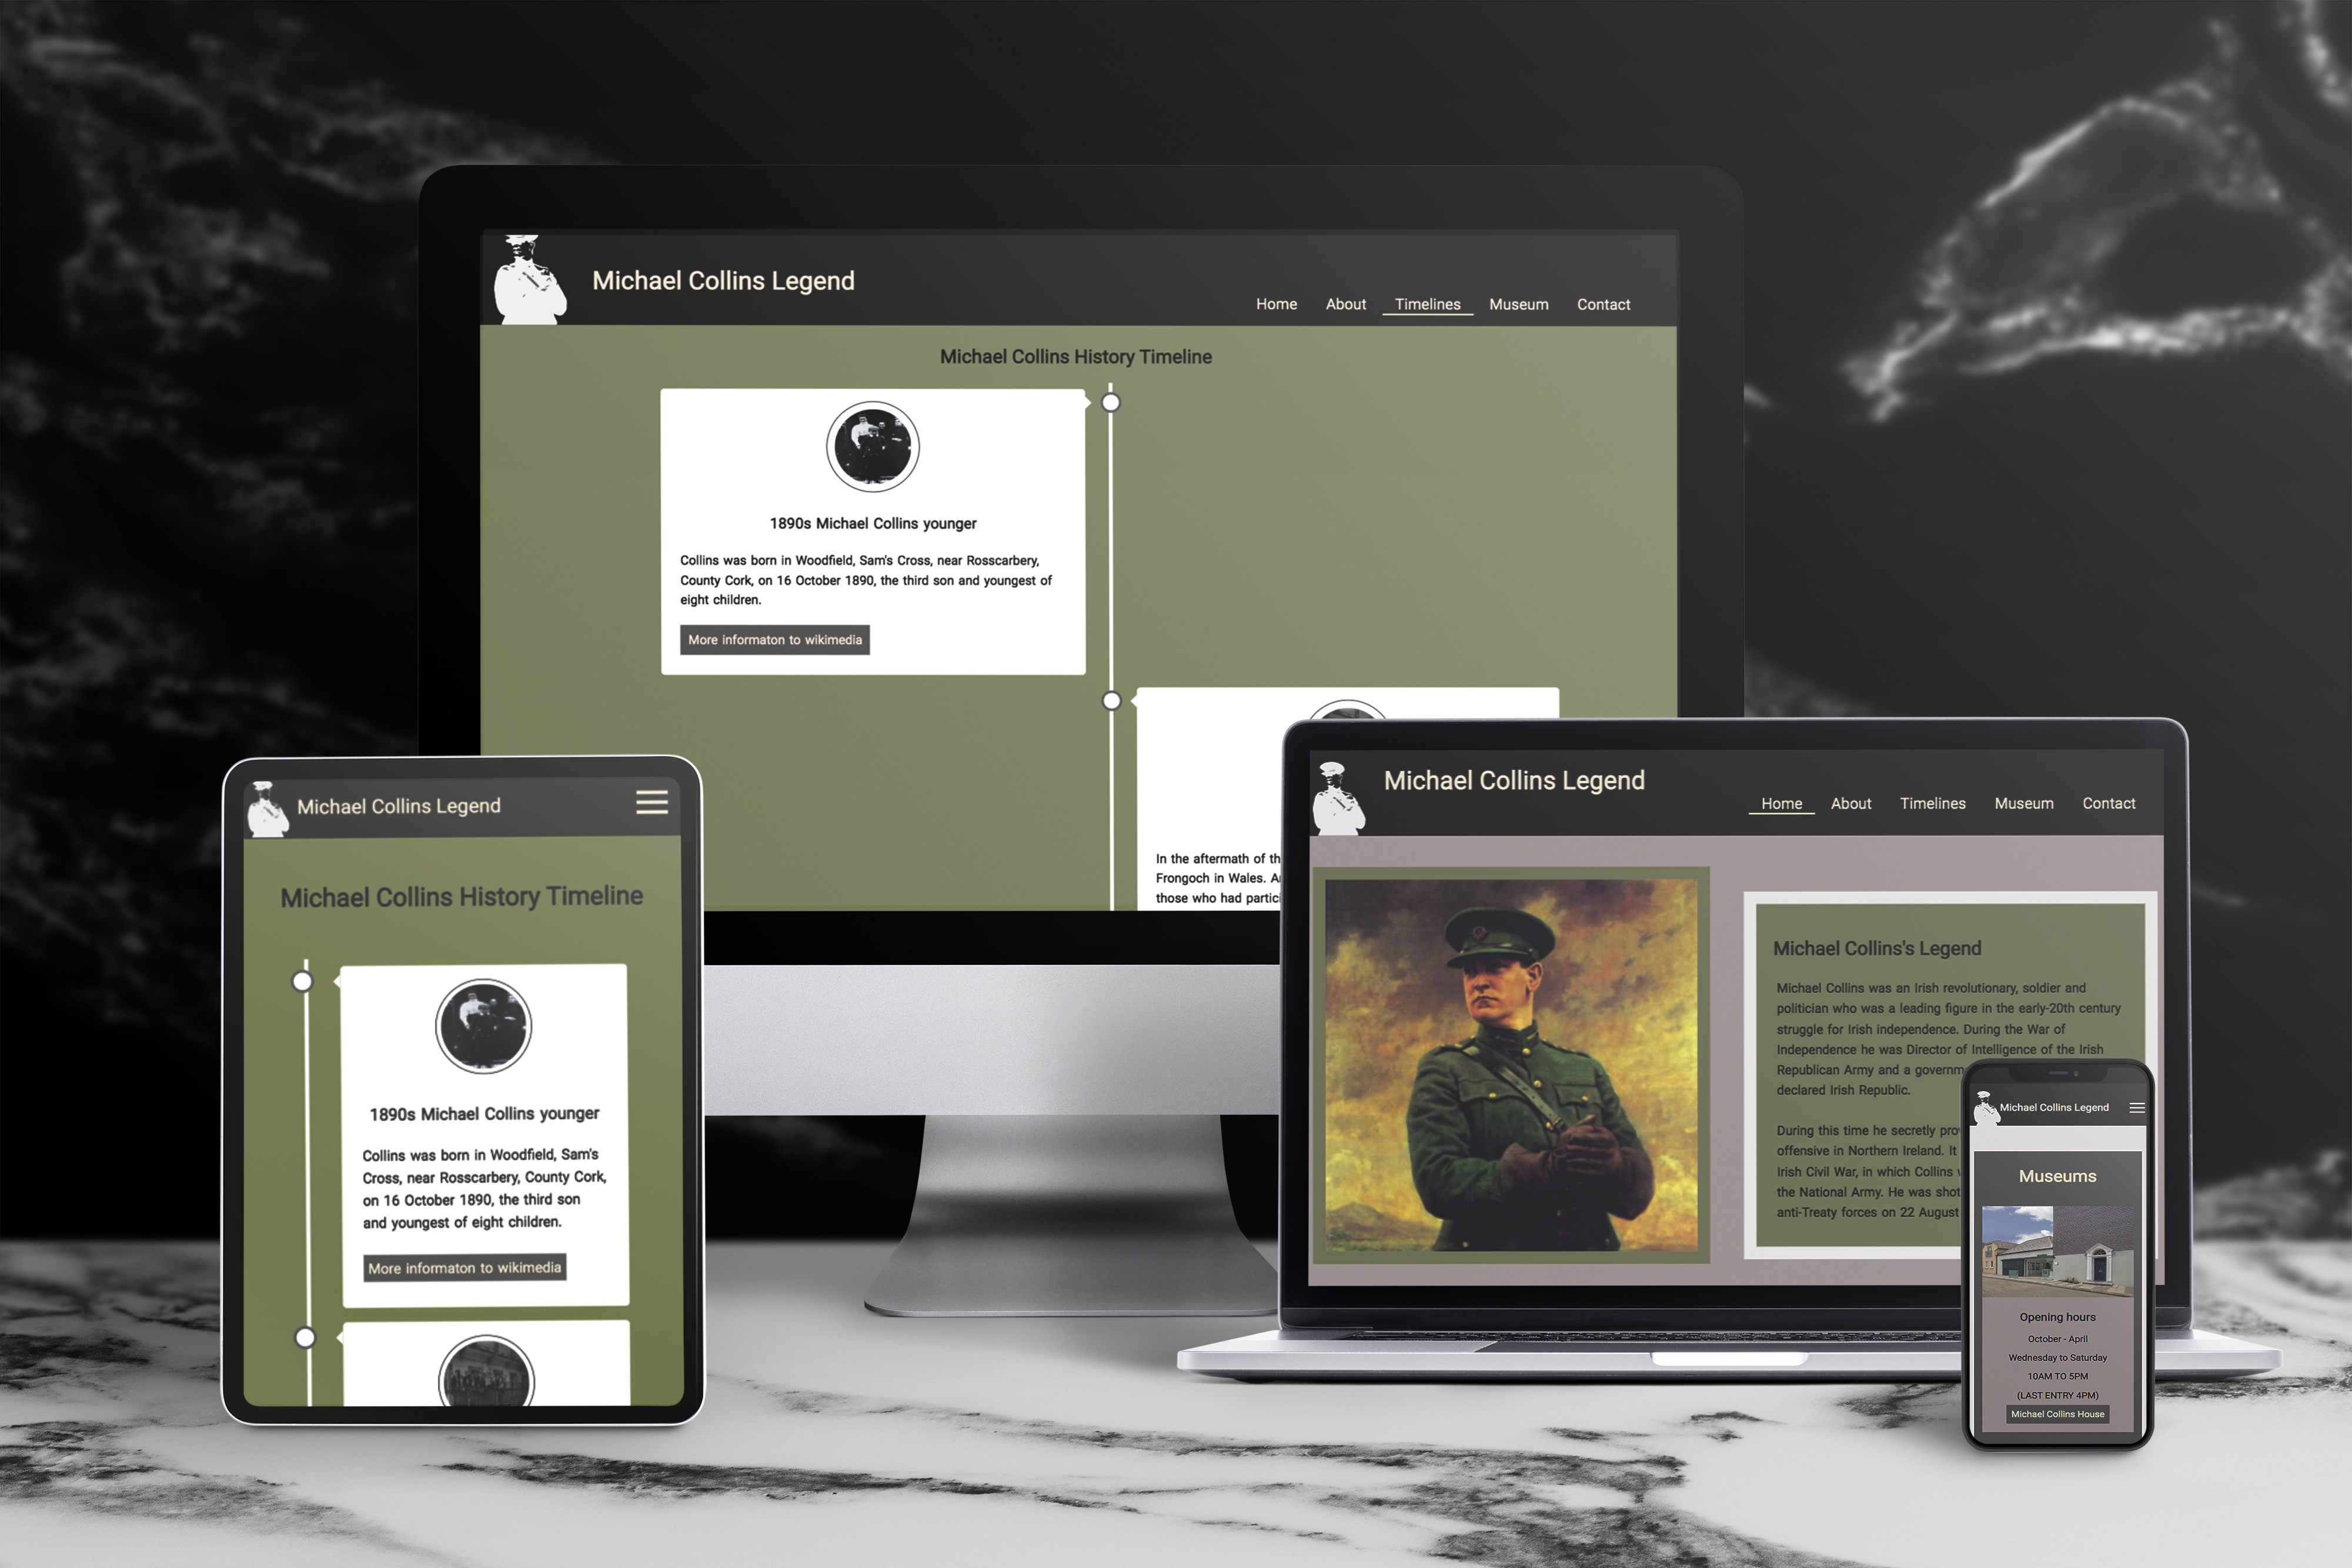 Michael Collins Legend
Home About Timelines Museum Contact
Michael Collins History Timeline
1890s Michael Collins younger
Collins was born in Woodfield, Sam's Cross, near Rosscarbery,
County Cork, on 16 October 1890, the third son and youngest of
eight children.
More informaton to wikimedia
In the aftermath of th
Frongoch in Wales.
those who had partici
Michael Collins Legend
Michael Collins History Timeline
1890s Michael Collins younger
Collins was born in Woodfield, Sam's
Cross, near Rosscarbery, County Cork,
on 16 October 1890, the third son
and youngest of eight children.
More informaton to wikimedia
Michael Collins Legend
Home About Timelines Museum Contact
Michael Collins's Legend
Michael Collins was an Irish revolutionary, soldier and
politician who was a leading figure in the early-20th century
struggle for Irish independence. During the War of
Independence he was Director of Intelligence of the Irish
Republican Army and a governm
declared Irish Republic.
During this time he secretly pro
offensive in Northern Ireland. It
Irish Civil War, in which Collins
the National Army. He was shot
anti-Treaty forces on 22 August
Michael Collins Legend
Museums
Opening hours
October - April
Wednesday to Saturday
10AM TO 5PM
(LAST ENTRY 4PM)
Michael Collins House